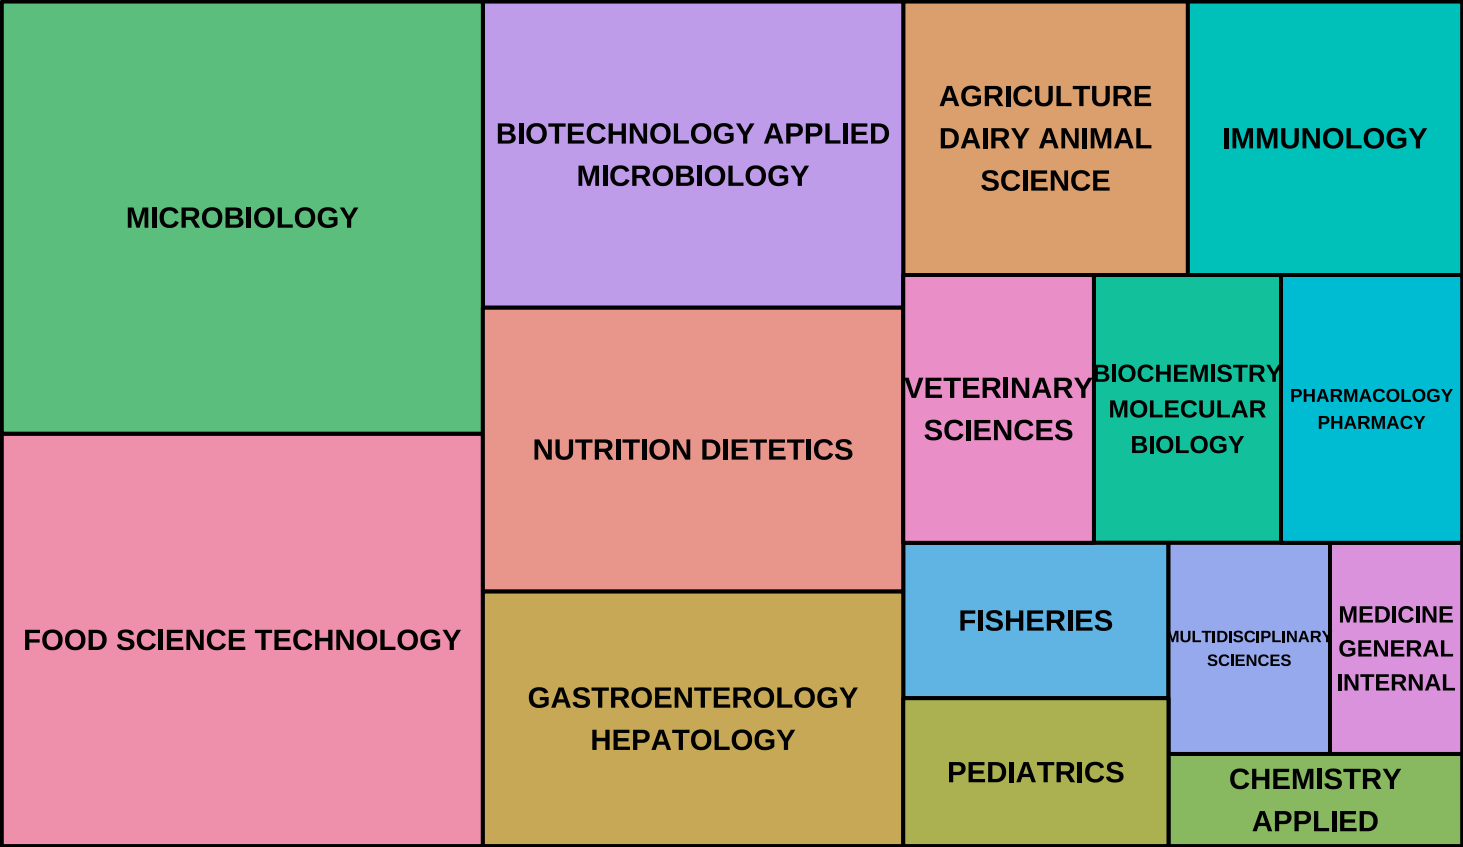 MICROBIOLOGY
FOOD SCIENCE TECHNOLOGY
BIOTECHNOLOGY APPLIED
MICROBIOLOGY
NUTRITION DIETETICS
GASTROENTEROLOGY
HEPATOLOGY
AGRICULTURE
DAIRY ANIMAL
SCIENCE
IMMUNOLOGY
VETERINARY
SCIENCES
BIOCHEMISTRY
MOLECULAR
BIOLOGY
PHARMACOLOGY
PHARMACY
FISHERIES
PEDIATRICS
MULTIDISCIPLINARY
SCIENCES
MEDICINE
GENERAL
INTERNAL
CHEMISTRY
APPLIED